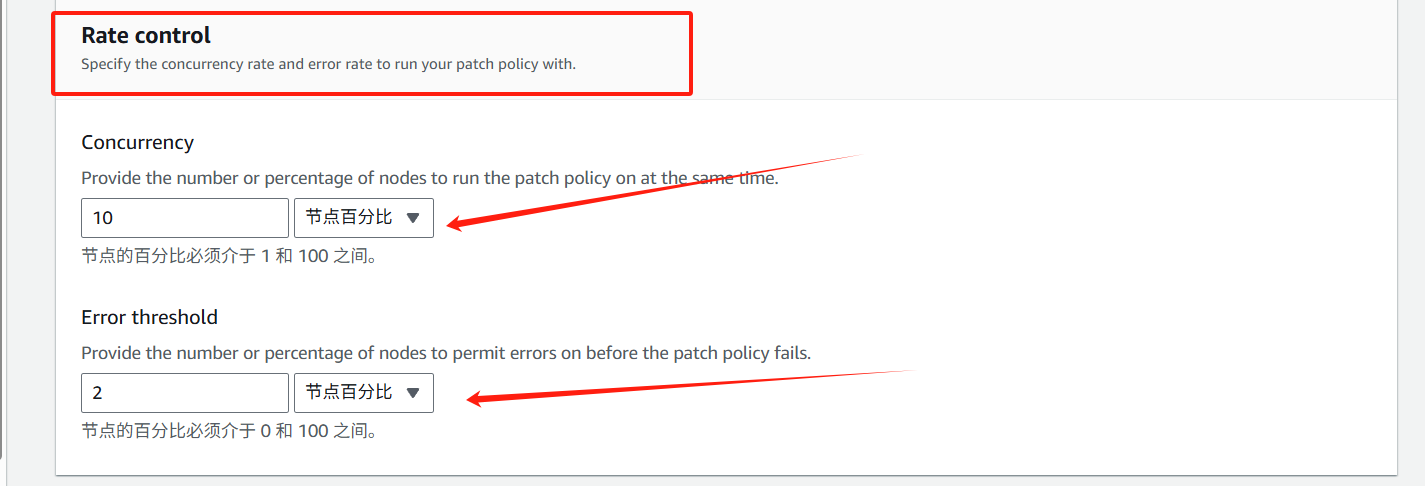 Rate control
Specify the concurrency rate and error rate to run your patch policy with.
Concurrency
Provide the number or percentage of nodes to run the patch policy on at the same time.
10 节点百分比
节点的百分比必须介于 1 和 100 之间。
Error threshold
Provide the number or percentage of nodes to permit errors on before the patch policy fails.
2 节点百分比
节点的百分比必须介于 0 和 100 之间。